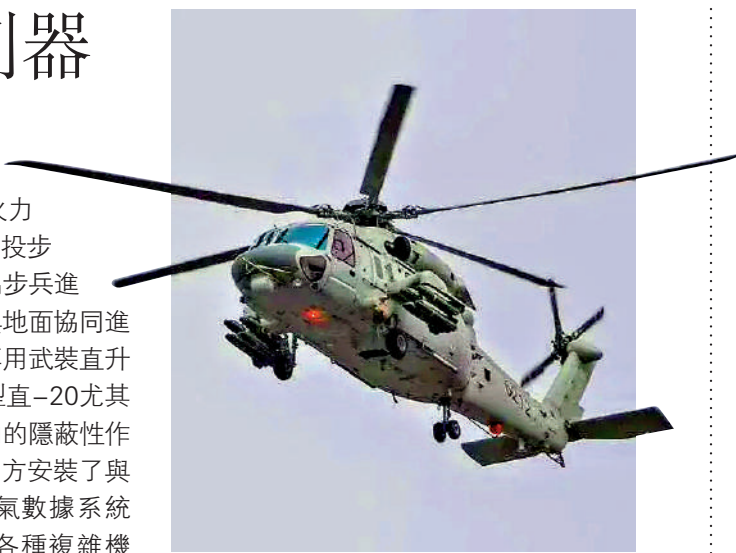 器
火力
投步
步兵進
地面協同進
用武裝直升
直–20尤其
的隱蔽性作
方安裝了與
氣數據系統
各種複雜機